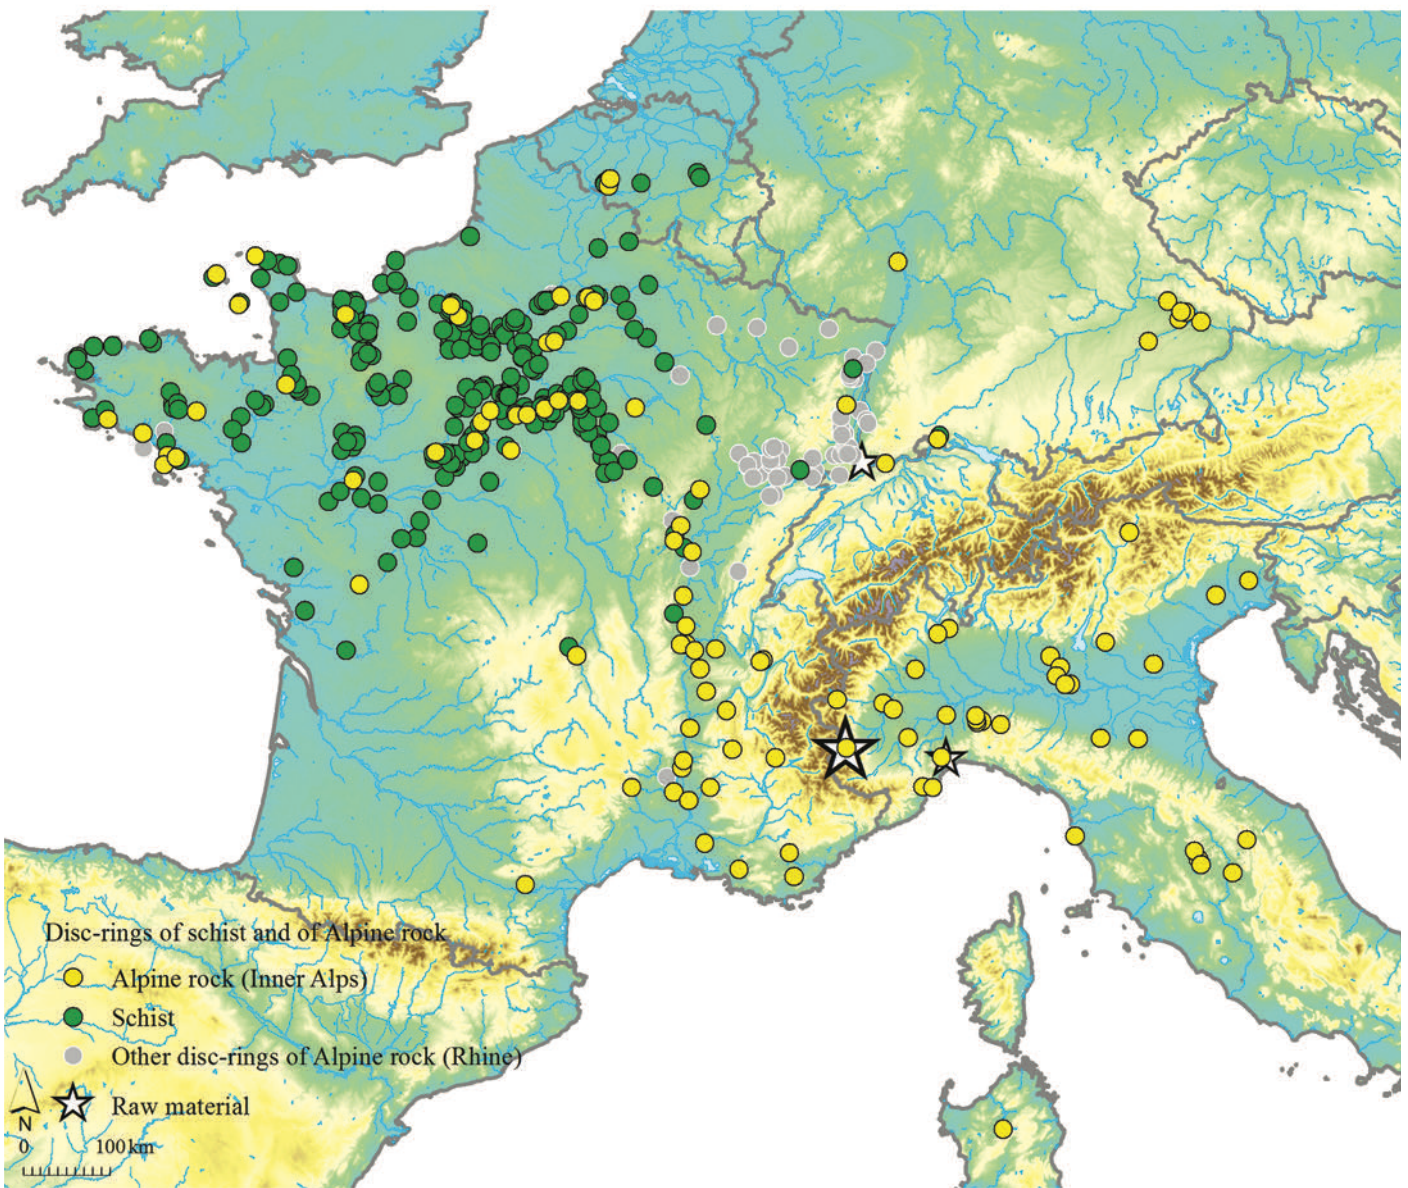 Disc-rings of schist and of Alpine rock
Alpine rock (Inner Alps)
Schist
Other disc-rings of Alpine rock (Rhine)
Raw material
N
0 100km